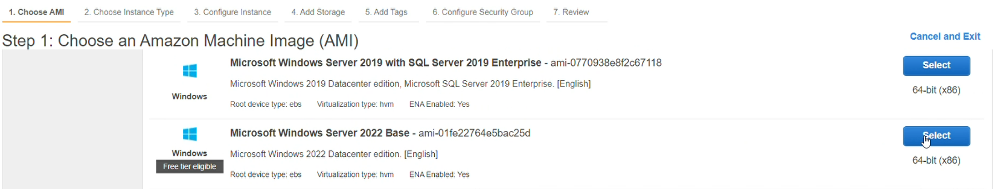 1. Choose AMI 2. Choose Instance Type 3. Configure Instance 4. Add Storage 5. Add Tags 6. Configure Security Group 7. Review
Step 1: Choose an Amazon Machine Image (AMI)
Cancel and Exit
Microsoft Windows Server 2019 with SQL Server 2019 Enterprise - ami-0770938e8f2c67118
Select
Windows
Microsoft Windows 2019 Datacenter edition, Microsoft SQL Server 2019 Enterprise. [English]
64-bit (x86)
Root device type: ebs Virtualization type: hvm ENA Enabled: Yes
Microsoft Windows Server 2022 Base - ami-01fe22764e5bac25d
Select
Windows
Free tier eligible
Microsoft Windows 2022 Datacenter edition. [English]
64-bit (x86)
Root device type: ebs Virtualization type: hvm ENA Enabled: Yes